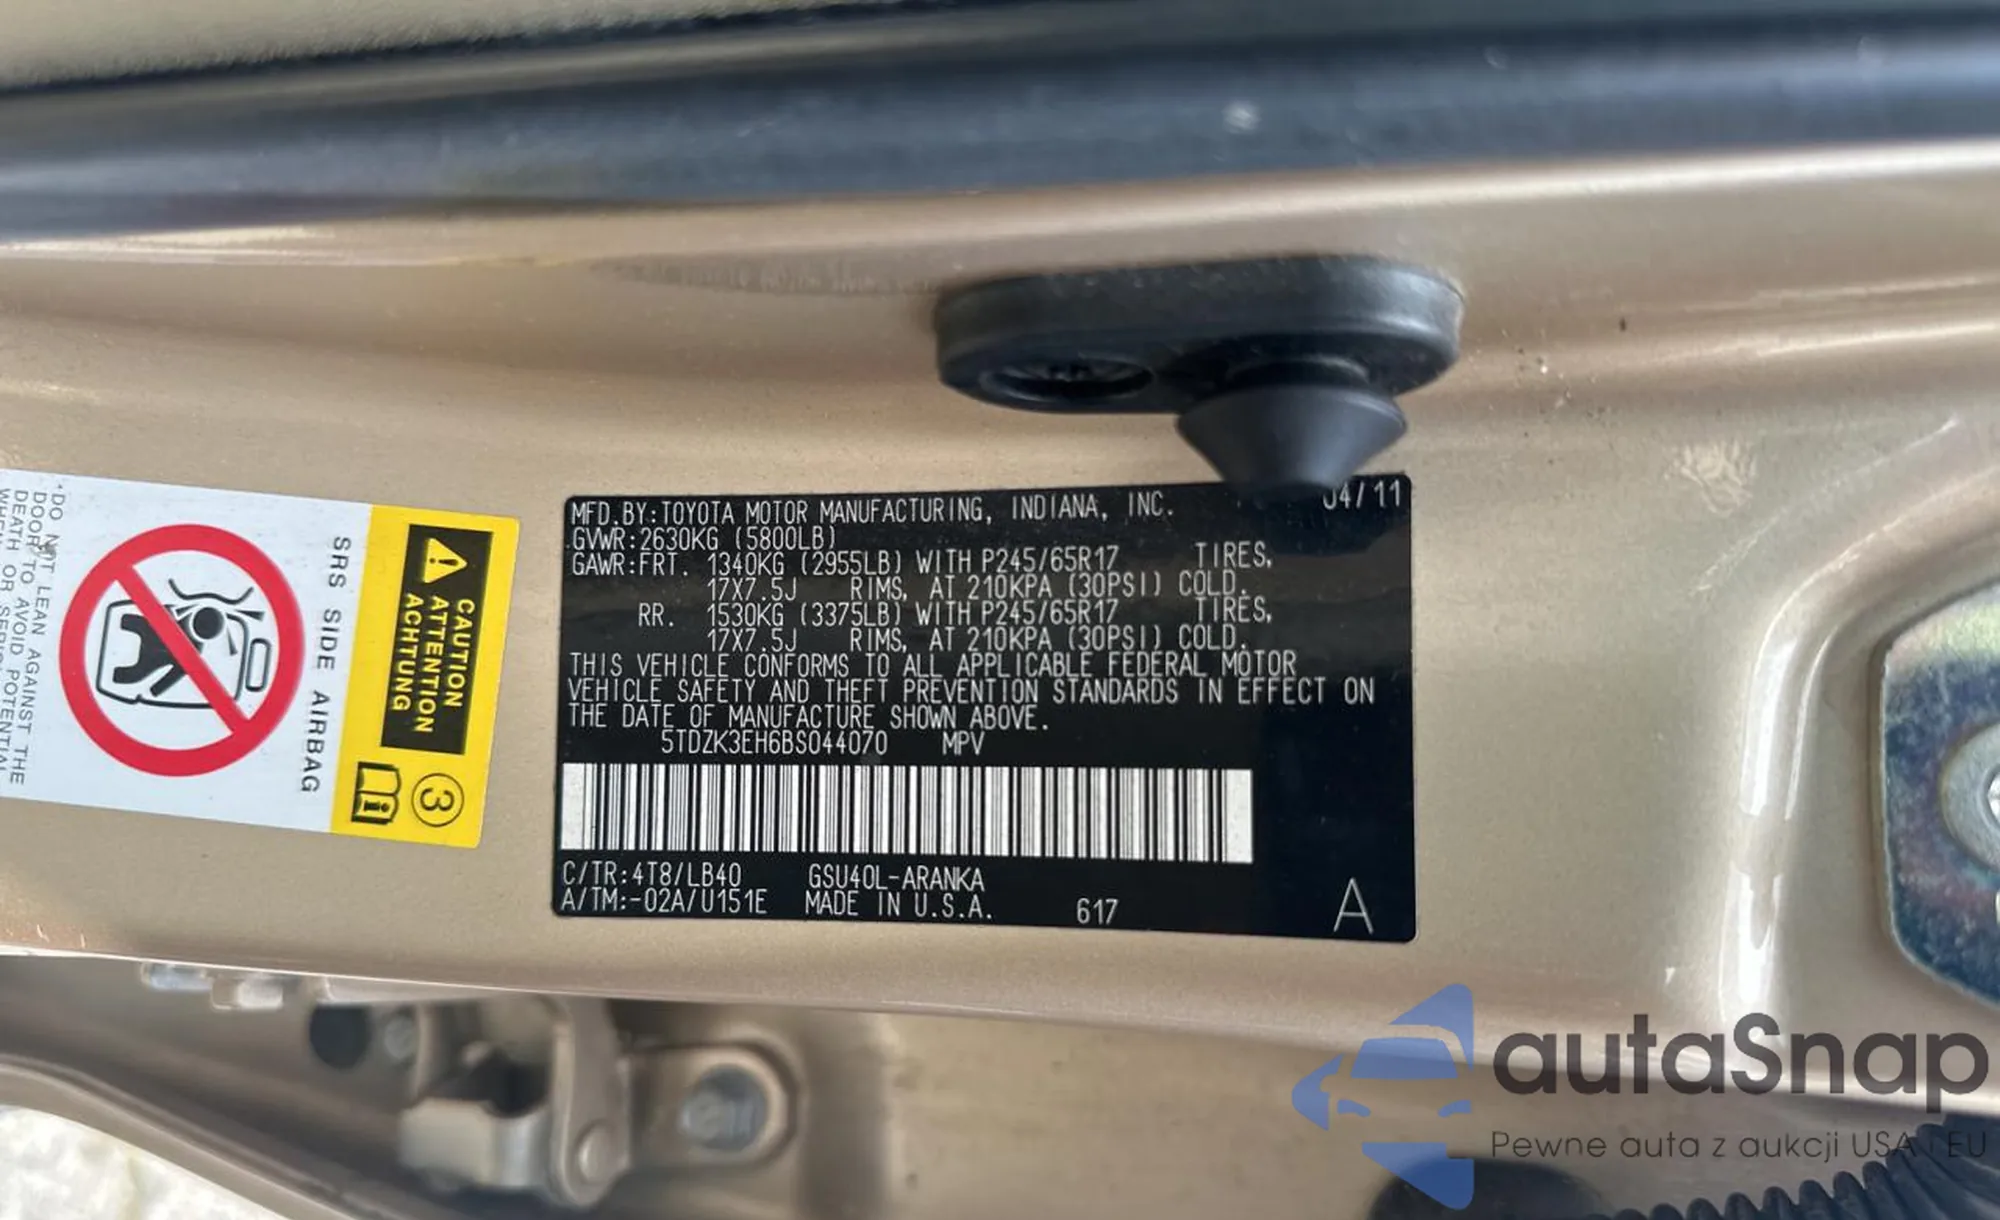 MFD.BY:TOYOTA MOTOR MANUFACTURING, INDIANA, INC. 04/11
GVWR:2630KG (5800LB)
GAWR:FRT. 1340KG (2955LB) WITH P245/65R17 TIRES,
17X7.5J RIMS, AT 210KPA (30PSI) COLD.
RR. 1530KG (3375LB) WITH P245/65R17 TIRES,
17X7.5J RIMS, AT 210KPA (30PSI) COLD.
THIS VEHICLE CONFORMS TO ALL APPLICABLE FEDERAL MOTOR
VEHICLE SAFETY AND THEFT PREVENTION STANDARDS IN EFFECT ON
THE DATE OF MANUFACTURE SHOWN ABOVE.
5TDZK3EH6BS044070 MPV
C/TR:4T8/LB40 GSU40L-ARANKA
A/TM:-02A/U151E MADE IN U.S.A. 617 A
CAUTION
ATTENTION
ACHTUNG
3
SRS SIDE AIRBAG
*DO NOT LEAN AGAINST THE
DOOR TO AVOID POTENTIAL
DEATH OR SERIOUS
autaSnap
Pewne auta z aukcji USA i EU